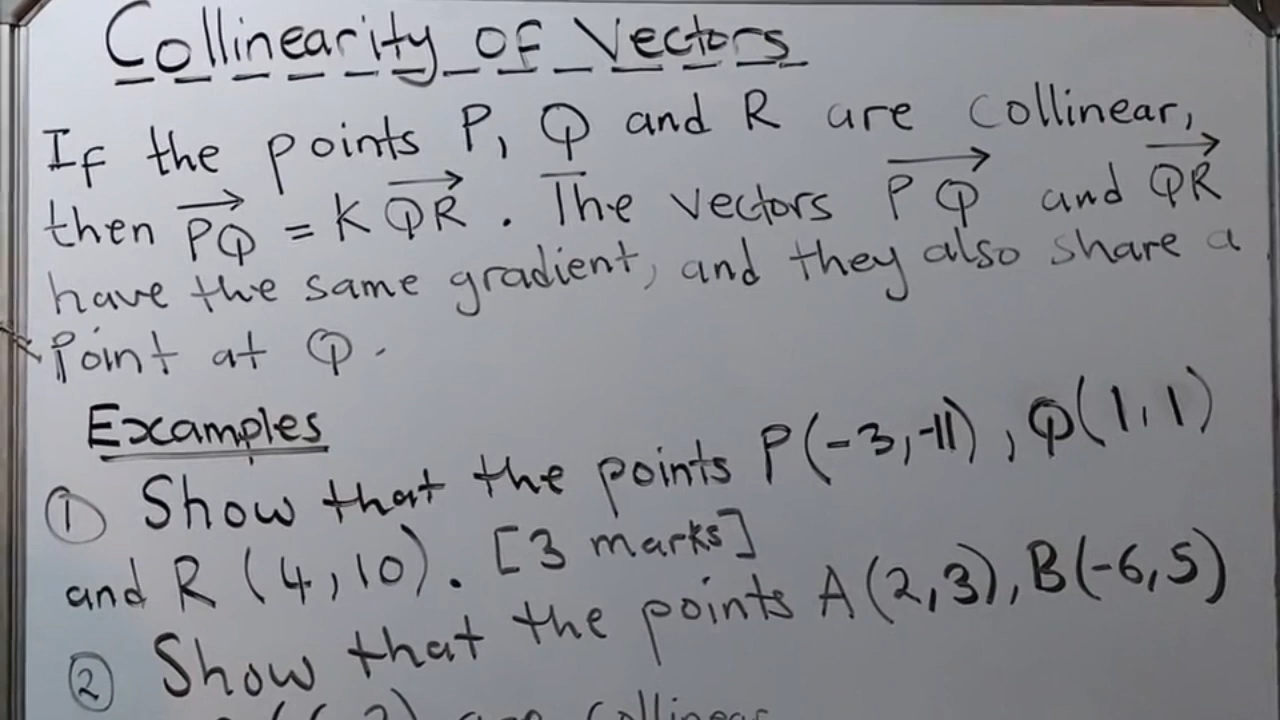 Collinearity of Vectors
If the points P, Q and R are collinear,
then PQ = K QR. The vectors PQ and QR
have the same gradient, and they also share a
point at Q.
Examples
① Show that the points P(-3,-11), Q(1,1)
and R (4,10). [3 marks]
② Show that the points A(2,3), B(-6,5)
are collinear